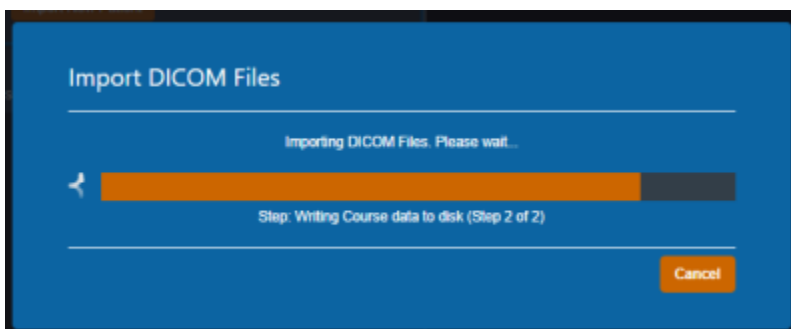 Import DICOM Files
Importing DICOM Files. Please wait...
Step: Writing Course data to disk (Step 2 of 2)
Cancel